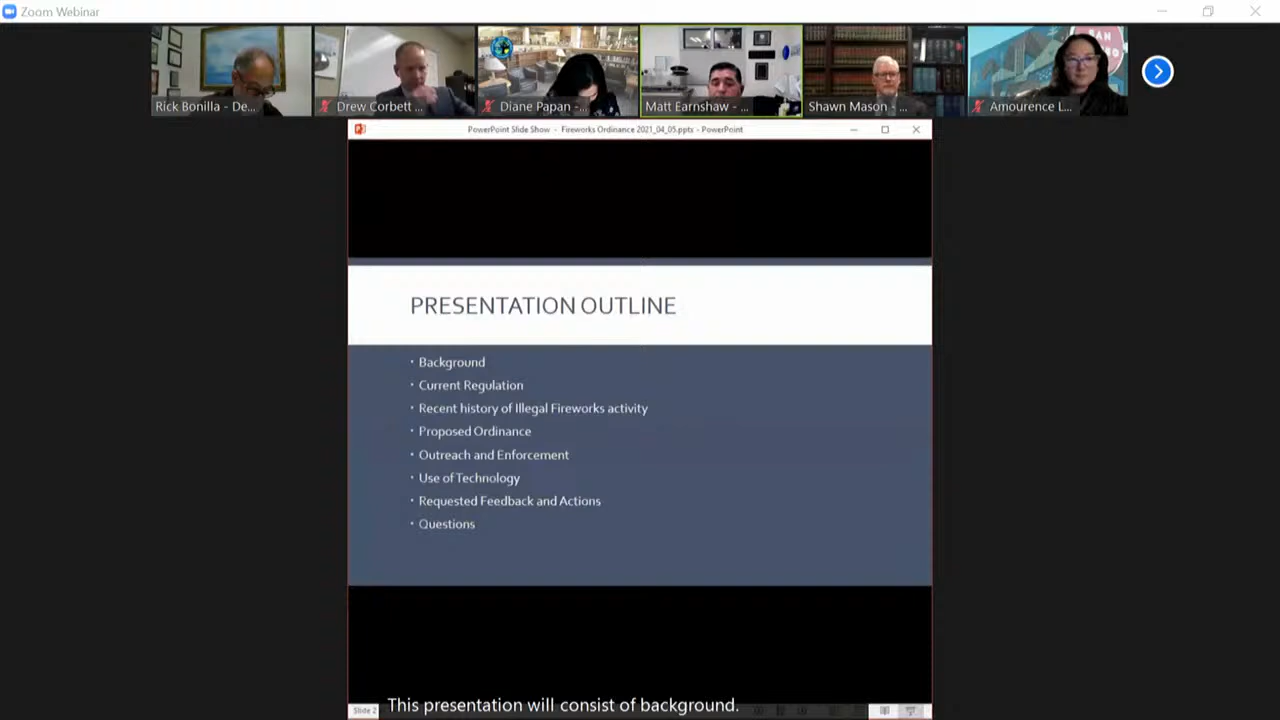 Zoom Webinar
Rick Bonilla - De...
Drew Corbett ...
Diane Papan -...
Matt Earnshaw - ...
Shawn Mason - ...
Amourence L...
PowerPoint Slide Show - Fireworks Ordinance 2021_04_05.pptx - PowerPoint
PRESENTATION OUTLINE
· Background
· Current Regulation
· Recent history of Illegal Fireworks activity
· Proposed Ordinance
· Outreach and Enforcement
· Use of Technology
· Requested Feedback and Actions
· Questions
This presentation will consist of background.
Slide 2